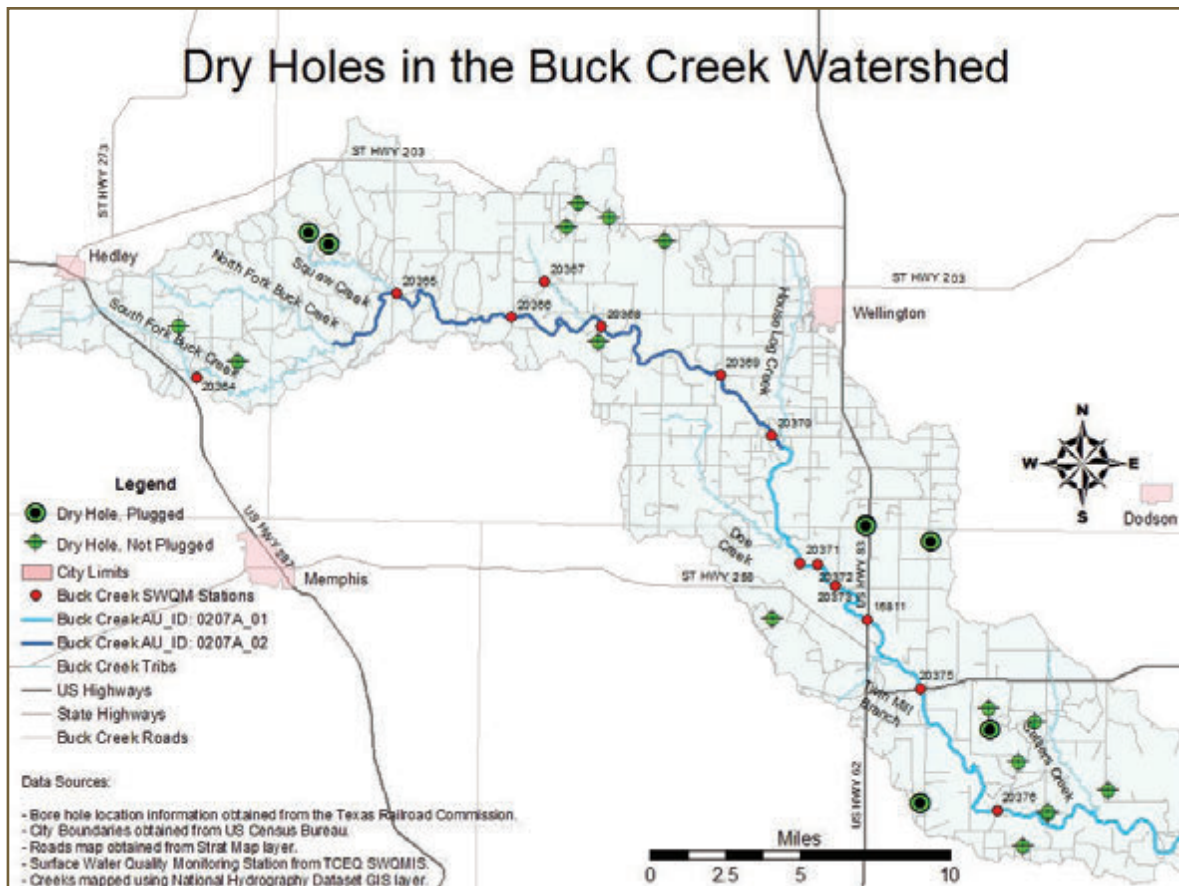 Dry Holes in the Buck Creek Watershed
ST HWY 273
ST HWY 203
Hedley
North Fork Buck Creek
Squaw Creek
South Fork Buck Creek
20364
20365
20366
20367
20368
20369
20370
House Log Creek
ST HWY 203
Wellington
N
W
E
S
Dodson
Legend
Dry Hole, Plugged
Dry Hole, Not Plugged
City Limits
Buck Creek SWQM Stations
Buck Creek AU_ID: 0207A_01
Buck Creek AU_ID: 0207A_02
Buck Creek Tribs
US Highways
State Highways
Buck Creek Roads
US HWY 287
Memphis
Doe Creek
ST HWY 256
20371
20372
20373
US HWY 83
16811
20375
Twin Mill Branch
US HWY 62
Creek
20376
Data Sources:
- Bore hole location information obtained from the Texas Railroad Commission.
- City Boundaries obtained from US Census Bureau.
- Roads map obtained from Strat Map layer.
- Surface Water Quality Monitoring Station from TCEQ SWQMIS.
- Creeks mapped using National Hydrography Dataset GIS layer.
Miles
0 2.5 5 10